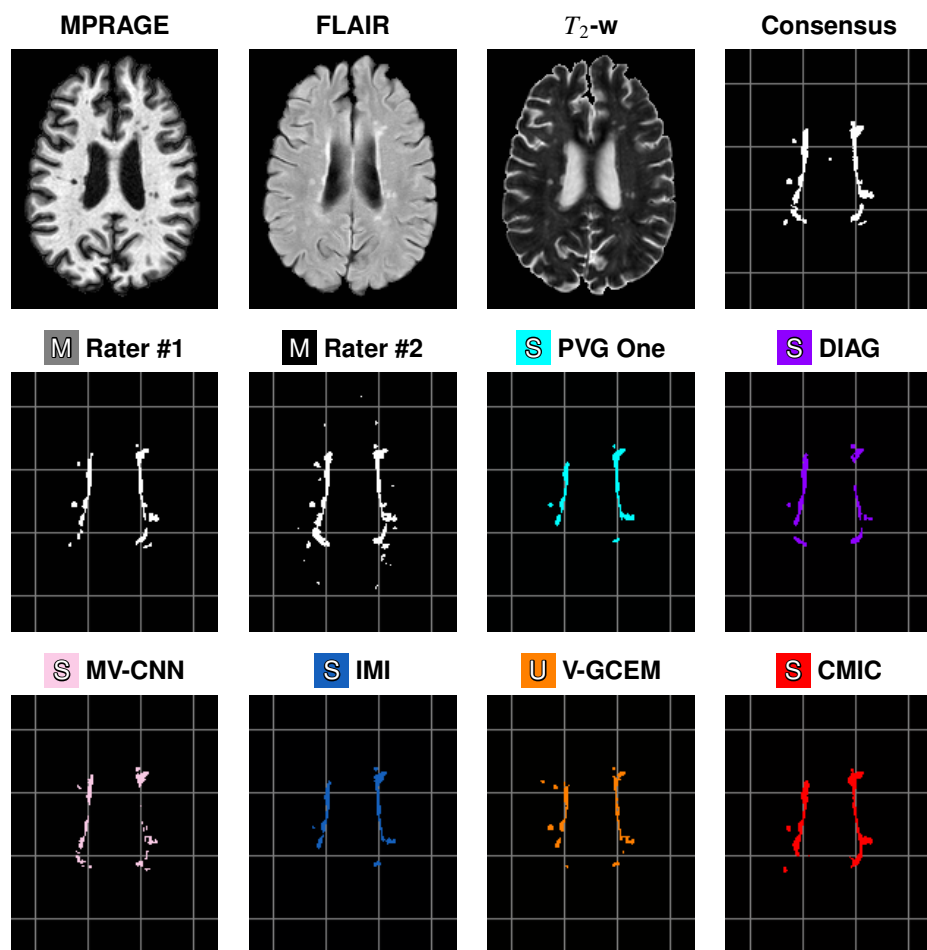 MPRAGE FLAIR T₂-w Consensus
M Rater #1 M Rater #2 S PVG One S DIAG
S MV-CNN S IMI U V-GCEM S CMIC